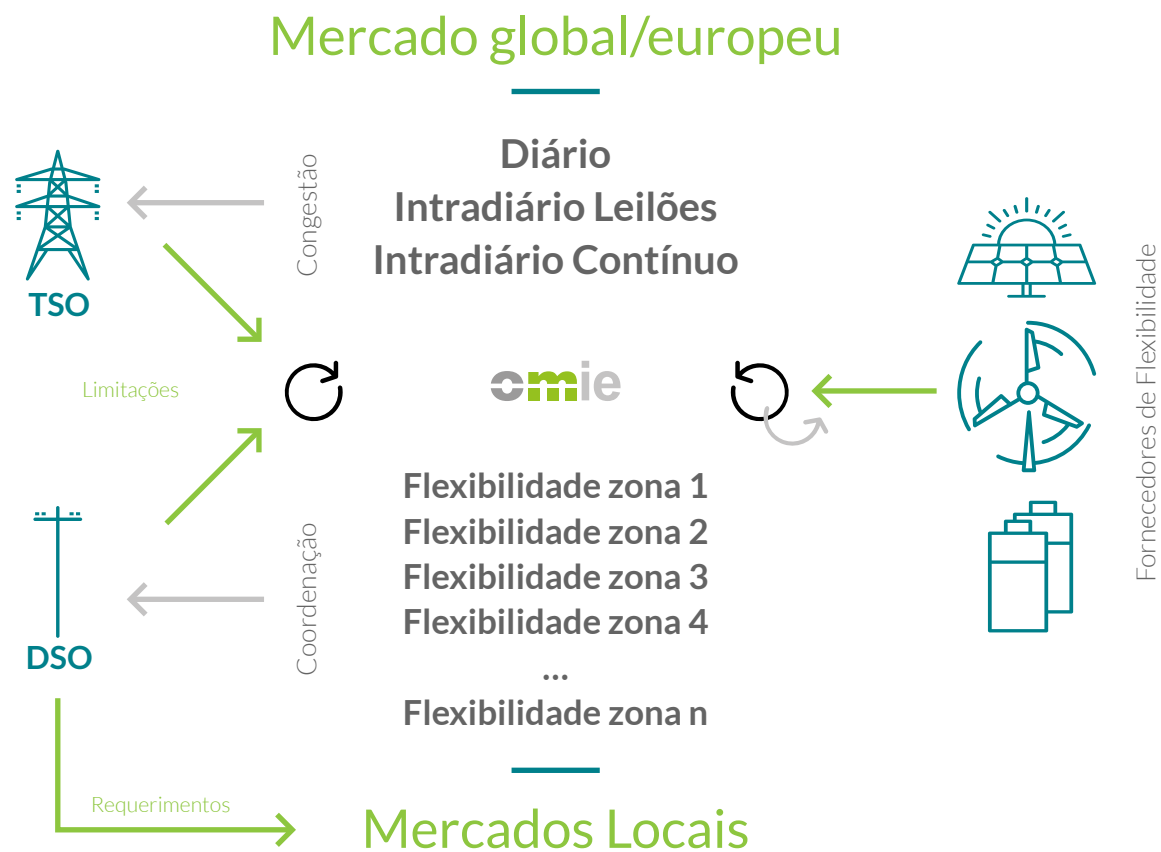 Mercado global/europeu
Diário
Intradiário Leilões
Intradiário Contínuo
Congestão
TSO
Limitações
omie
Fornecedores de Flexibilidade
Flexibilidade zona 1
Flexibilidade zona 2
Flexibilidade zona 3
Flexibilidade zona 4
...
Flexibilidade zona n
Coordenação
DSO
Requerimentos
Mercados Locais